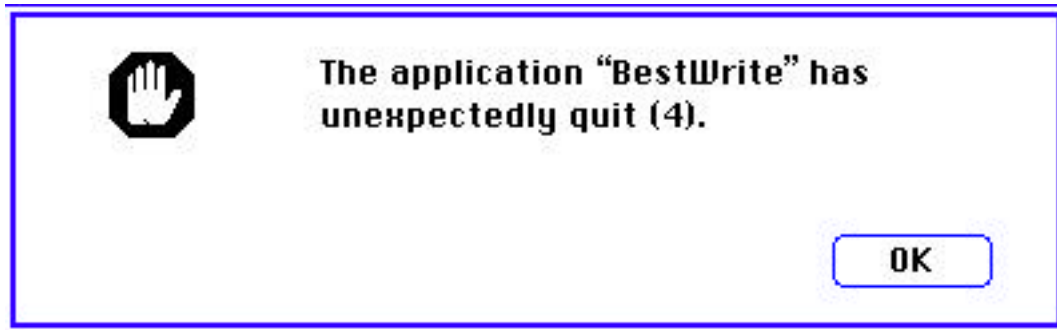 The application “BestWrite” has
unexpectedly quit (4).
OK